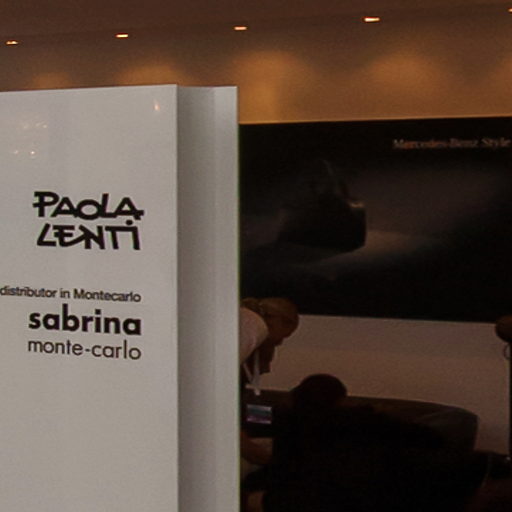 PAOLA
LENTI
distributor in Montecarlo
sabrina
monte-carlo
Mercedes-Benz Style